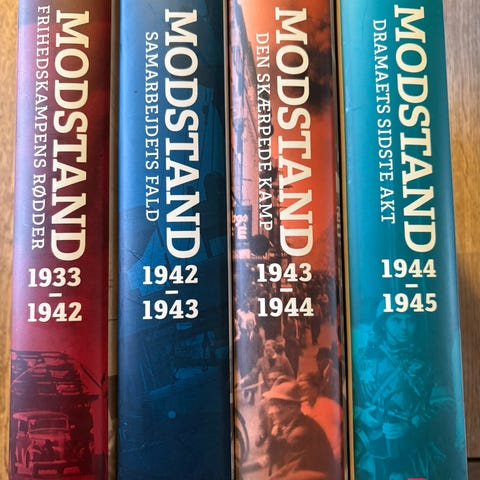 MODSTAND
FRIHEDSKAMPENS RØDDER
1933
–
1942
MODSTAND
SAMARBEJDETS FALD
1942
–
1943
MODSTAND
DEN SKÆRPEDE KAMP
1943
–
1944
MODSTAND
DRAMAETS SIDSTE AKT
1944
–
1945